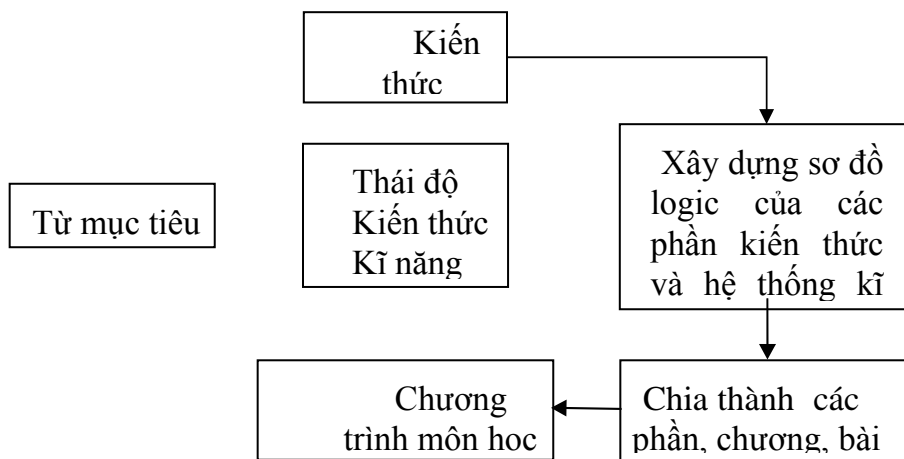 Kiến
thức
Từ mục tiêu
Thái độ
Kiến thức
Kĩ năng
Xây dựng sơ đồ
logic của các
phần kiến thức
và hệ thống kĩ
Chia thành các
phần, chương, bài
Chương
trình môn hoc